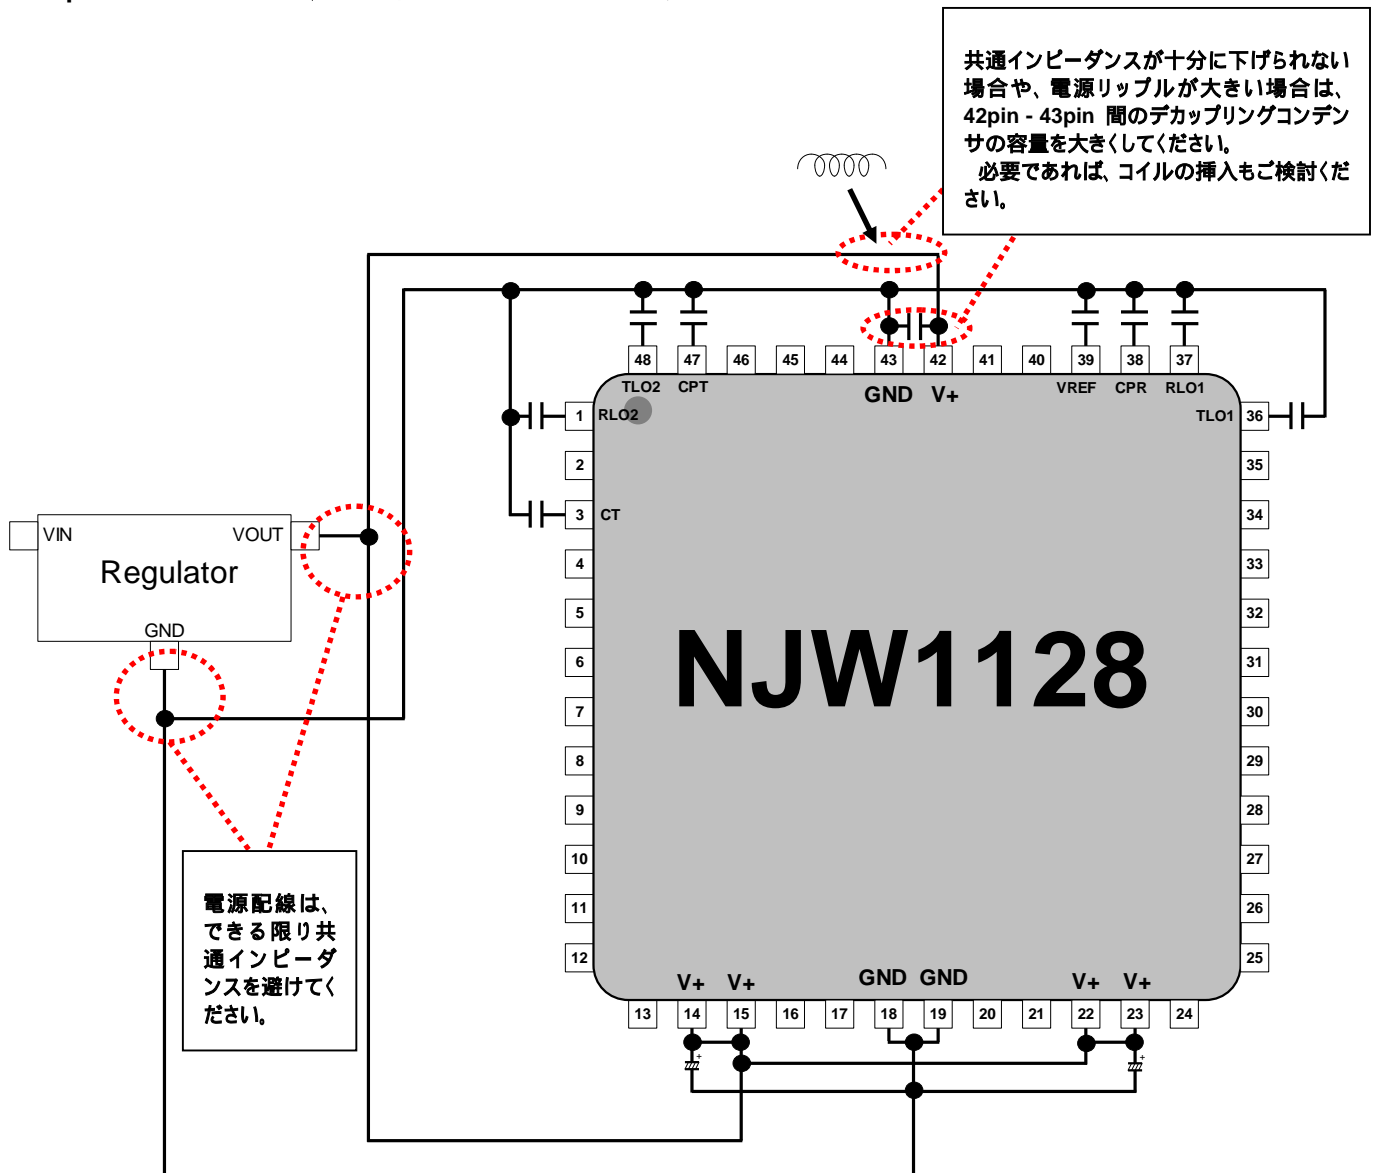 共通インピーダンスが十分に下げられない
場合や、電源リップルが大きい場合は、
42pin - 43pin 間のデカップリングコンデン
サの容量を大きくしてください。
必要であれば、コイルの挿入もご検討くだ
さい。
48 47 46 45 44 43 42 41 40 39 38 37
TLO2 CPT GND V+ VREF CPR RLO1
1 RLO2
TLO1 36
2
35
3 CT
34
VIN
VOUT
Regulator
GND
4
33
5
32
6
31
NJW1128
7
30
8
29
9
28
10
27
11
26
12
25
電源配線は、
できる限り共
通インピーダ
ンスを避けてく
ださい。
V+ V+ GND GND V+ V+
13 14 15 16 17 18 19 20 21 22 23 24
+ +